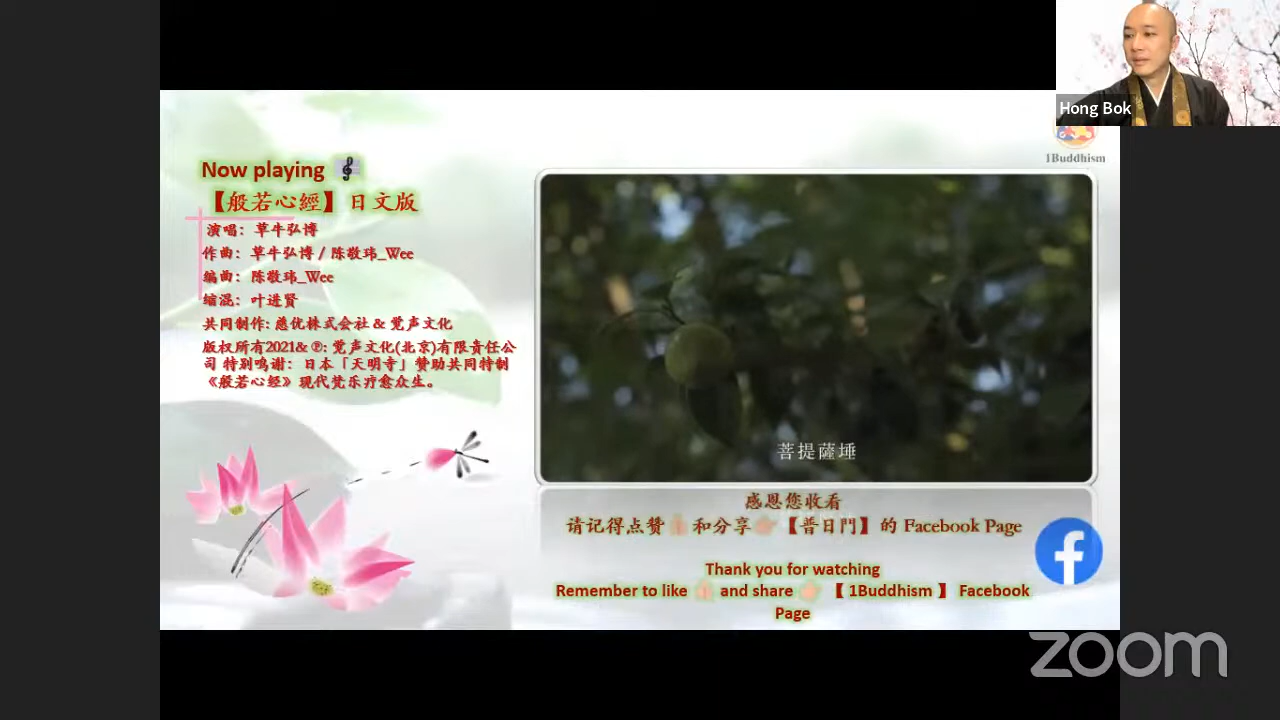 Hong Bok
1Buddhism
Now playing
【般若心經】日文版
演唱：草牛弘博
作曲：草牛弘博 / 陈敬玮_Wee
编曲：陈敬玮_Wee
缩混：叶进贤
共同制作: 慈优株式会社 & 觉声文化
版权所有2021& ℗: 觉声文化(北京)有限责任公
司 特别鸣谢：日本「天明寺」赞助共同特制
《般若心经》现代梵乐疗愈众生。
菩提薩埵
感恩您收看
请记得点赞 和分享 【普日門】的 Facebook Page
Thank you for watching
Remember to like and share 【 1Buddhism 】 Facebook
Page
zoom